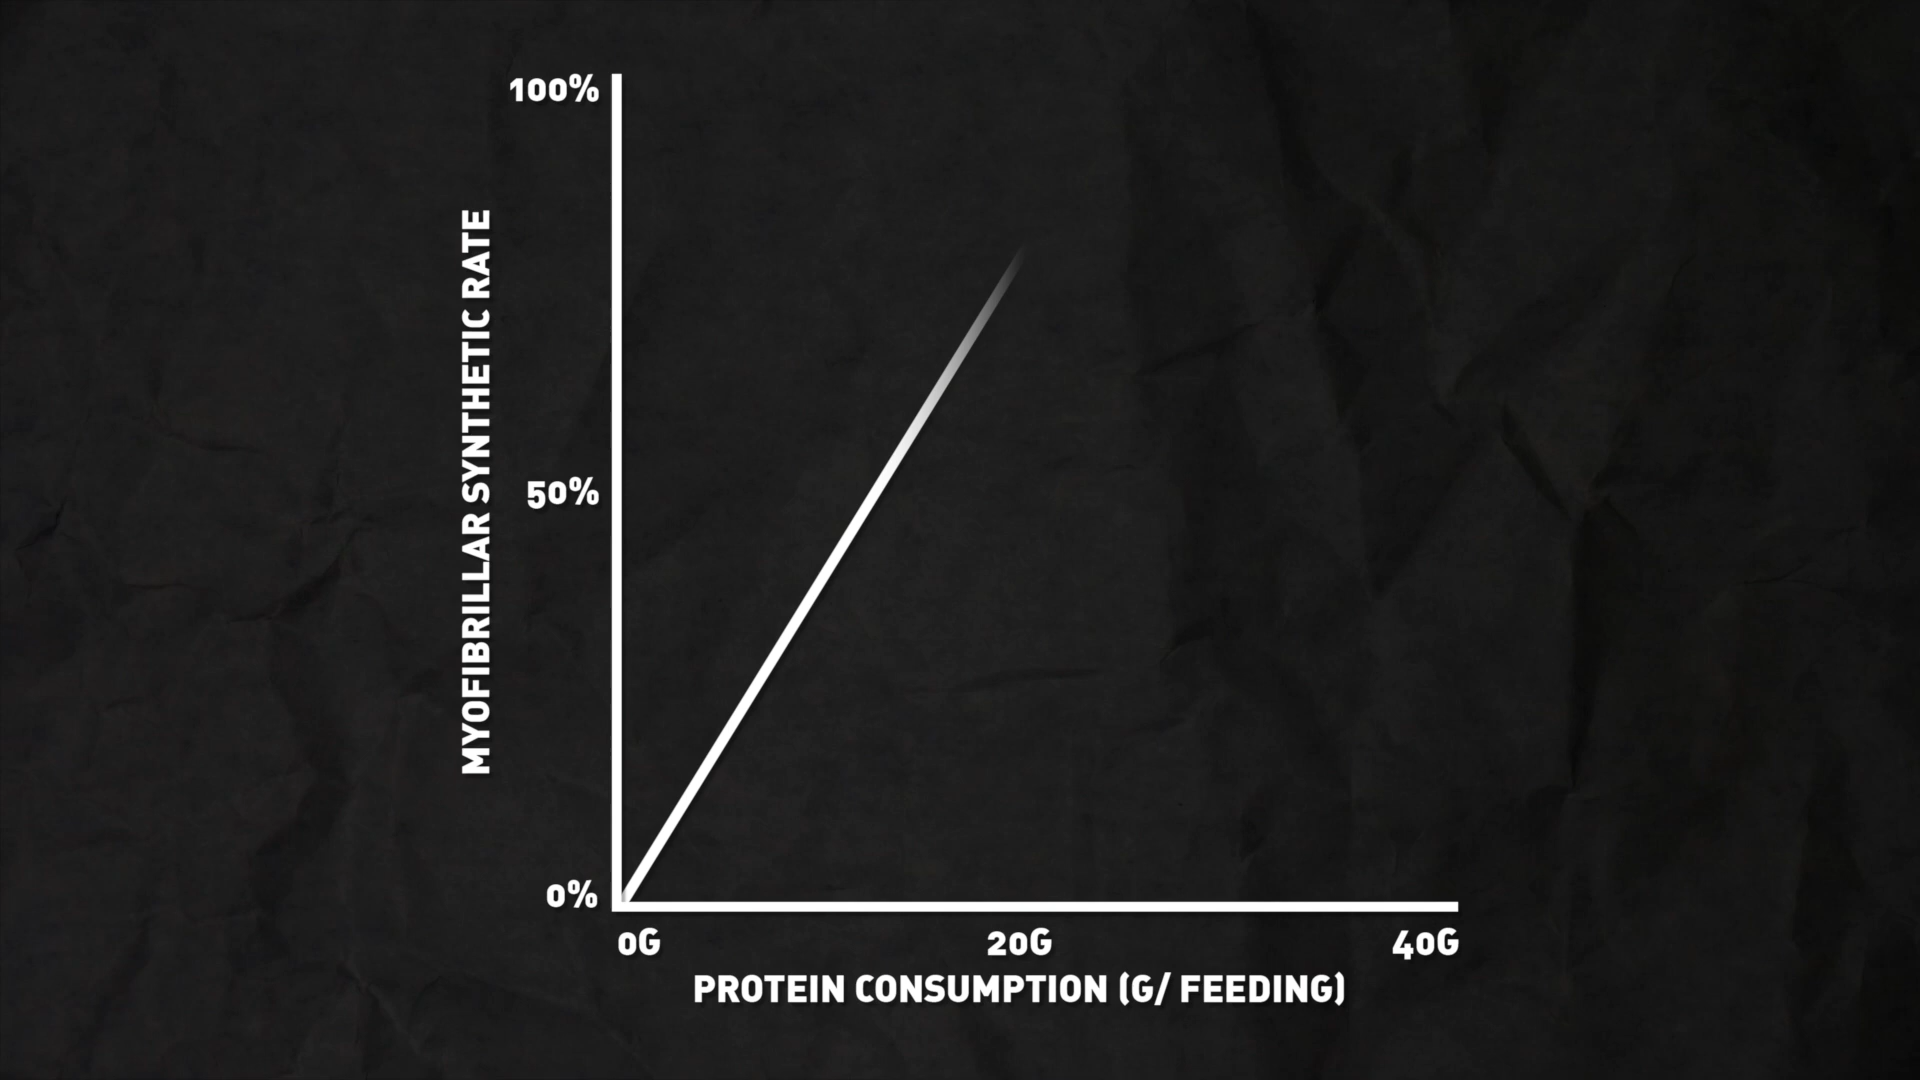 100%
MYOFIBRILLAR SYNTHETIC RATE
50%
0%
0G
20G
40G
PROTEIN CONSUMPTION (G/ FEEDING)